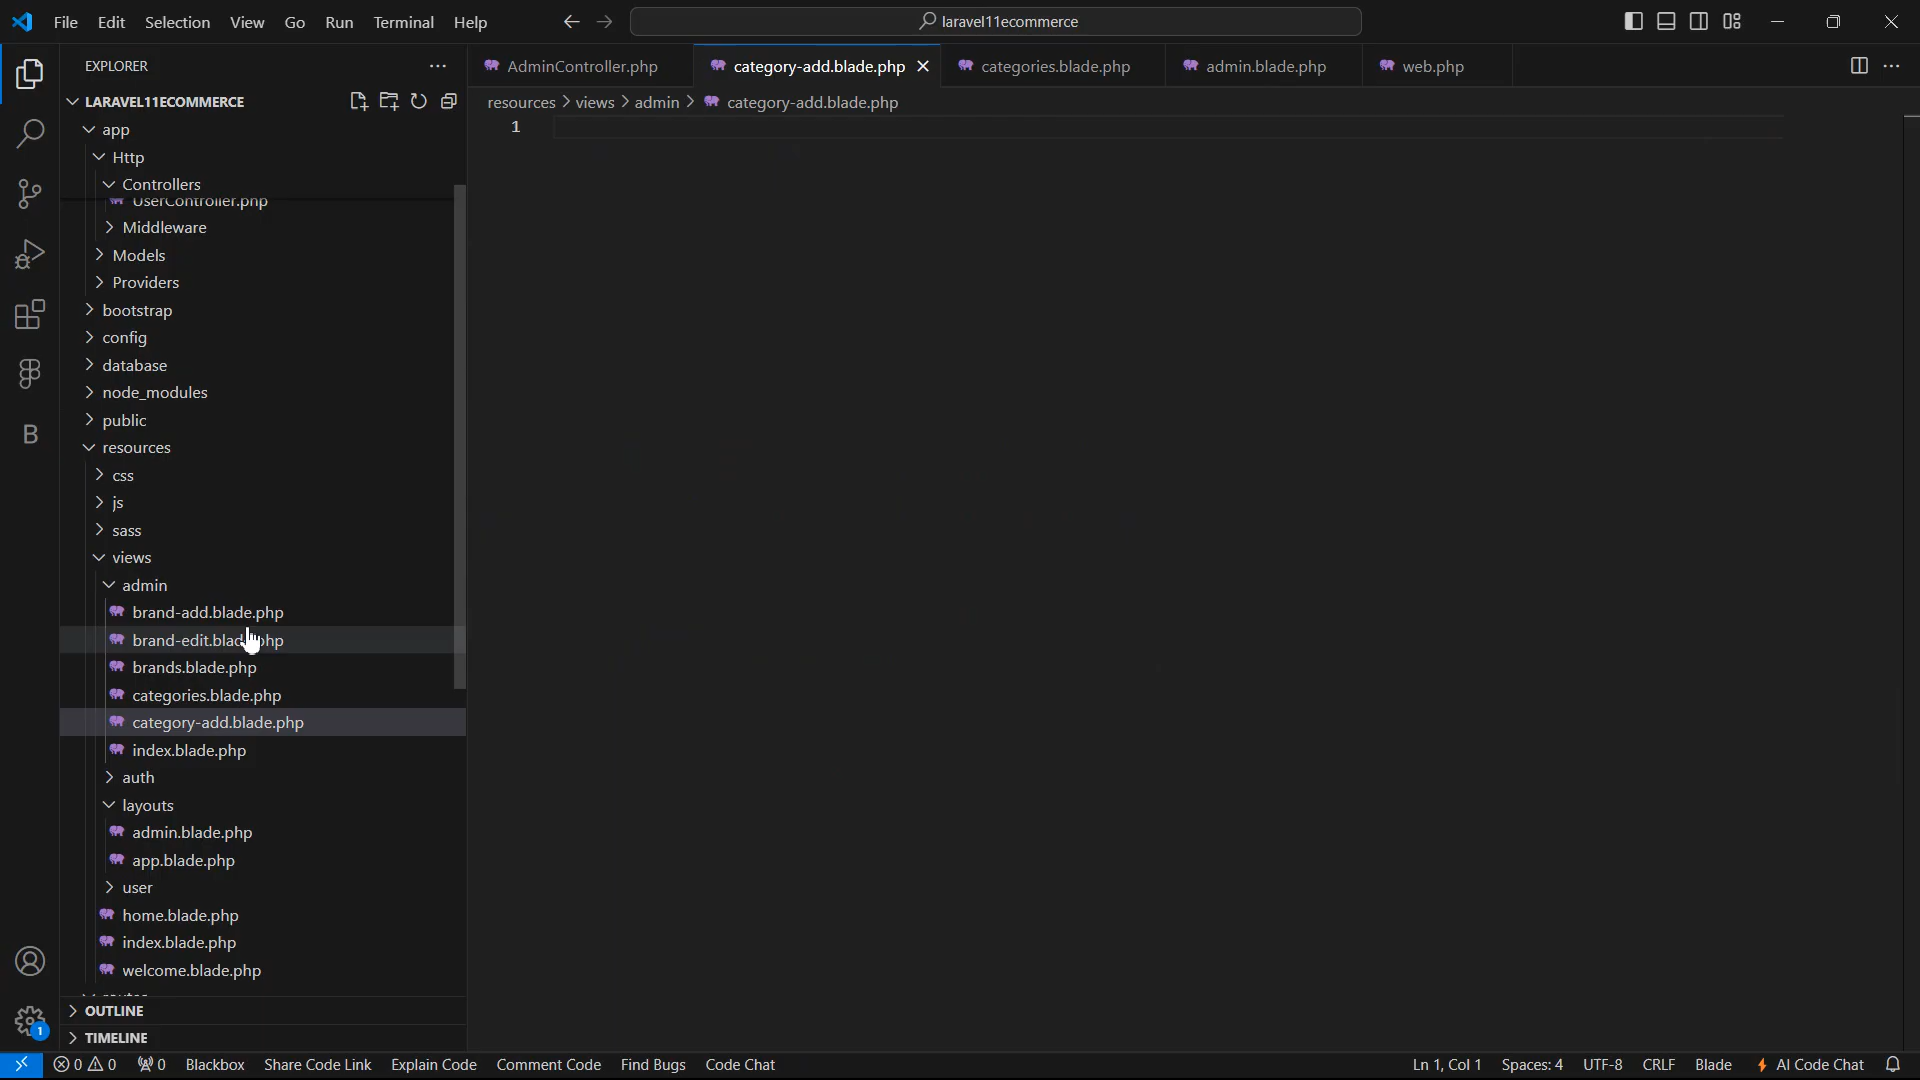 File Edit Selection View Go Run Terminal Help
laravel11ecommerce
EXPLORER
AdminController.php
category-add.blade.php
categories.blade.php
admin.blade.php
web.php
LARAVEL11ECOMMERCE
resources > views > admin > category-add.blade.php
1
app
Http
Controllers
UserController.php
Middleware
Models
Providers
bootstrap
config
database
node_modules
public
resources
css
js
sass
views
admin
brand-add.blade.php
brand-edit.blade.php
brands.blade.php
categories.blade.php
category-add.blade.php
index.blade.php
auth
layouts
admin.blade.php
app.blade.php
user
home.blade.php
index.blade.php
welcome.blade.php
OUTLINE
TIMELINE
1
0 0 0 Blackbox Share Code Link Explain Code Comment Code Find Bugs Code Chat Ln 1, Col 1 Spaces: 4 UTF-8 CRLF Blade AI Code Chat